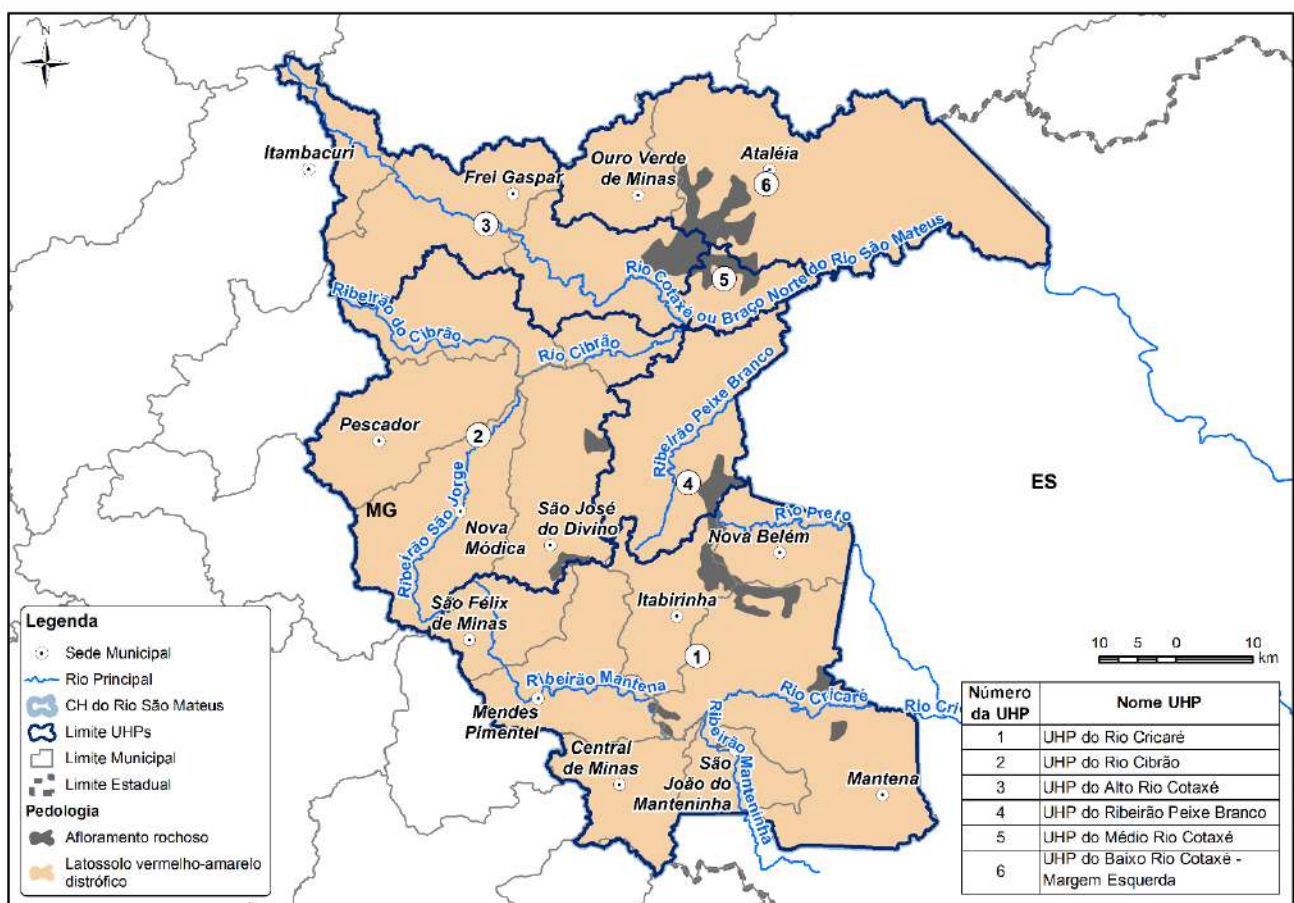 N
Itambacuri
Frei Gaspar
Ouro Verde
de Minas
Ataléia
6
3
5
Rio Cotaxé ou Braço Norte do Rio São Mateus
Ribeirão do Cibrão
Rio Cibrão
Ribeirão Peixe Branco
Pescador
2
4
MG
ES
Ribeirão São Jorge
Nova
Módica
São José
do Divino
Rio Preto
Nova Belém
São Félix
de Minas
Itabirinha
1
Ribeirão Mantena
Rio Cricaré
Rio Cric
Mendes
Pimentel
Central
de Minas
Ribeirão Manteninha
São
João do
Manteninha
Mantena
Legenda
Sede Municipal
Rio Principal
CH do Rio São Mateus
Limite UHPs
Limite Municipal
Limite Estadual
Pedologia
Afloramento rochoso
Latossolo vermelho-amarelo
distrófico
10 5 0 10
km
Número da UHP Nome UHP
1 UHP do Rio Cricaré
2 UHP do Rio Cibrão
3 UHP do Alto Rio Cotaxé
4 UHP do Ribeirão Peixe Branco
5 UHP do Médio Rio Cotaxé
6 UHP do Baixo Rio Cotaxé -
Margem Esquerda